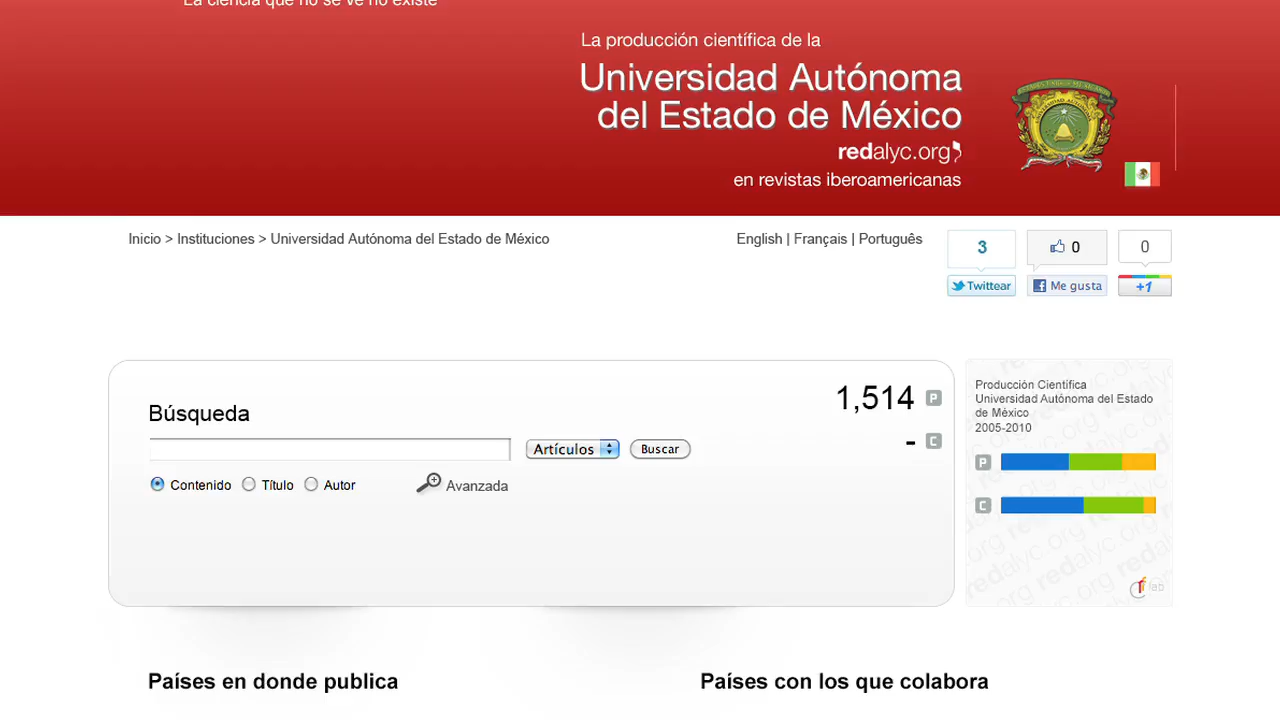 La ciencia que no se ve no existe
La producción científica de la
Universidad Autónoma
del Estado de México
redalyc.org
en revistas iberoamericanas
Inicio > Instituciones > Universidad Autónoma del Estado de México
English | Français | Português
3
0
0
Twittear
Me gusta
+1
Búsqueda
Artículos
Buscar
Contenido
Título
Autor
Avanzada
1,514 P
- C
Producción Científica
Universidad Autónoma del Estado
de México
2005-2010
P
C
lab
Países en donde publica
Países con los que colabora